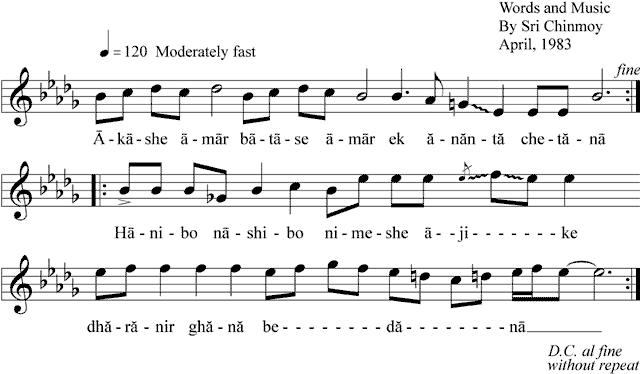 Words and Music
By Sri Chinmoy
April, 1983
= 120 Moderately fast
fine
Ā-kā-she ā-mār bā-tā-se ā-mār ek ă-năn-tă che-tă-nā
Hā-ni-bo nā-shi-bo ni-me-she ā--ji------ke
dhă-ră-nir ghă-nă be--------dă---------nā
D.C. al fine
without repeat